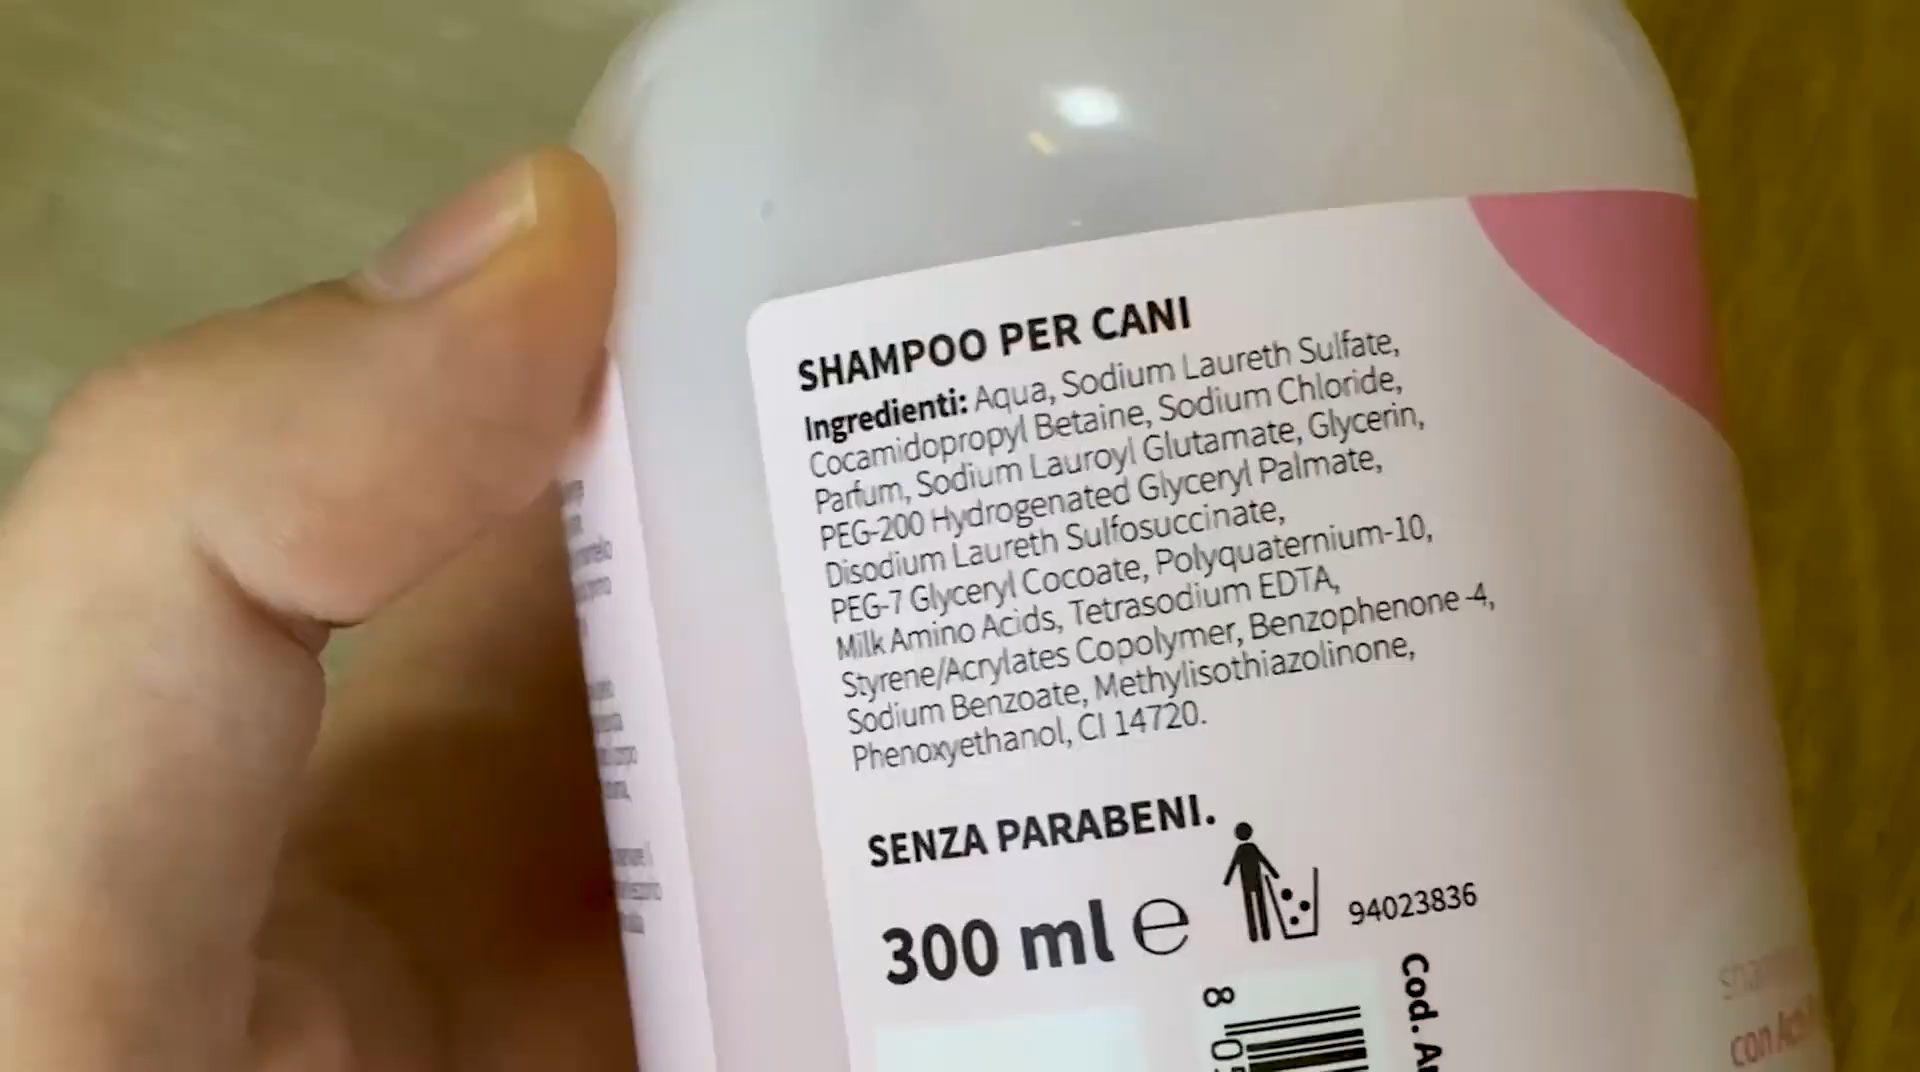 SHAMPOO PER CANI
Ingredienti: Aqua, Sodium Laureth Sulfate,
Cocamidopropyl Betaine, Sodium Chloride,
Parfum, Sodium Lauroyl Glutamate, Glycerin,
PEG-200 Hydrogenated Glyceryl Palmate,
Disodium Laureth Sulfosuccinate,
PEG-7 Glyceryl Cocoate, Polyquaternium-10,
Milk Amino Acids, Tetrasodium EDTA,
Styrene/Acrylates Copolymer, Benzophenone -4,
Sodium Benzoate, Methylisothiazolinone,
Phenoxyethanol, CI 14720.
SENZA PARABENI.
300 ml e
94023836
8
Cod.
con